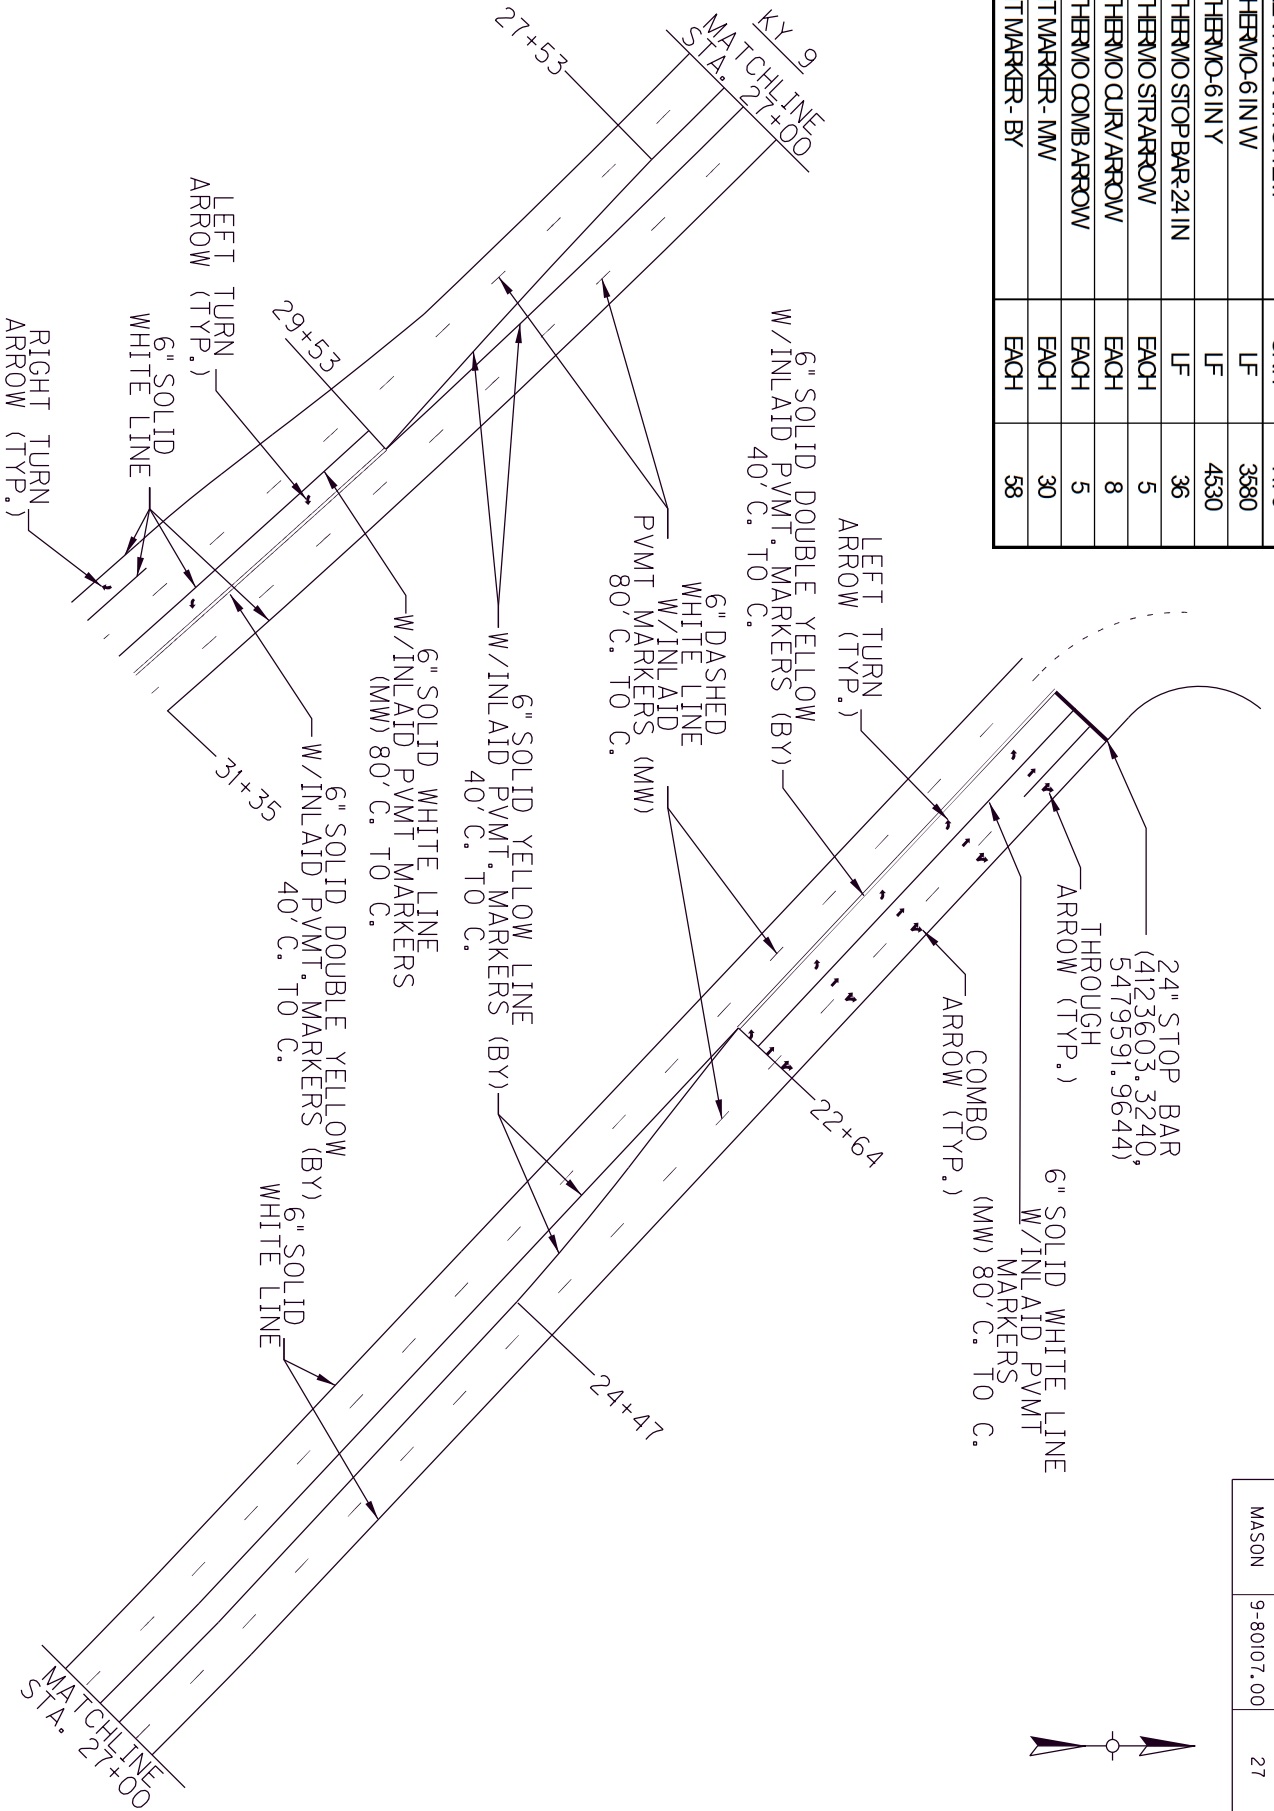 MASON 9-80107.00 27
THERMO-6 IN W LF 3580
THERMO-6 IN Y LF 4530
THERMO STOP BAR-24 IN LF 36
THERMO STR ARROW EACH 5
THERMO CURV ARROW EACH 8
THERMO COMB ARROW EACH 5
T MARKER - MW EACH 30
T MARKER - BY EACH 58
24" STOP BAR
(4123603.3240,
5479591.9644)
THROUGH
ARROW (TYP.)
6" SOLID WHITE LINE
W/INLAID PVMT
MARKERS
(MW) 80' C. TO C.
COMBO
ARROW (TYP.)
LEFT TURN
ARROW (TYP.)
22+64
6" SOLID DOUBLE YELLOW
W/INLAID PVMT. MARKERS (BY)
40' C. TO C.
KY 9
MATCHLINE
STA. 27+00
6" DASHED
WHITE LINE
W/INLAID
PVMT MARKERS (MW)
80' C. TO C.
24+47
27+53
6" SOLID YELLOW LINE
W/INLAID PVMT. MARKERS (BY)
40' C. TO C.
6" SOLID WHITE LINE
W/INLAID PVMT MARKERS
(MW) 80' C. TO C.
29+53
6" SOLID DOUBLE YELLOW
W/INLAID PVMT. MARKERS (BY)
40' C. TO C.
31+35
6" SOLID
WHITE LINE
LEFT TURN
ARROW (TYP.)
6" SOLID
WHITE LINE
RIGHT TURN
ARROW (TYP.)
MATCHLINE
STA. 27+00